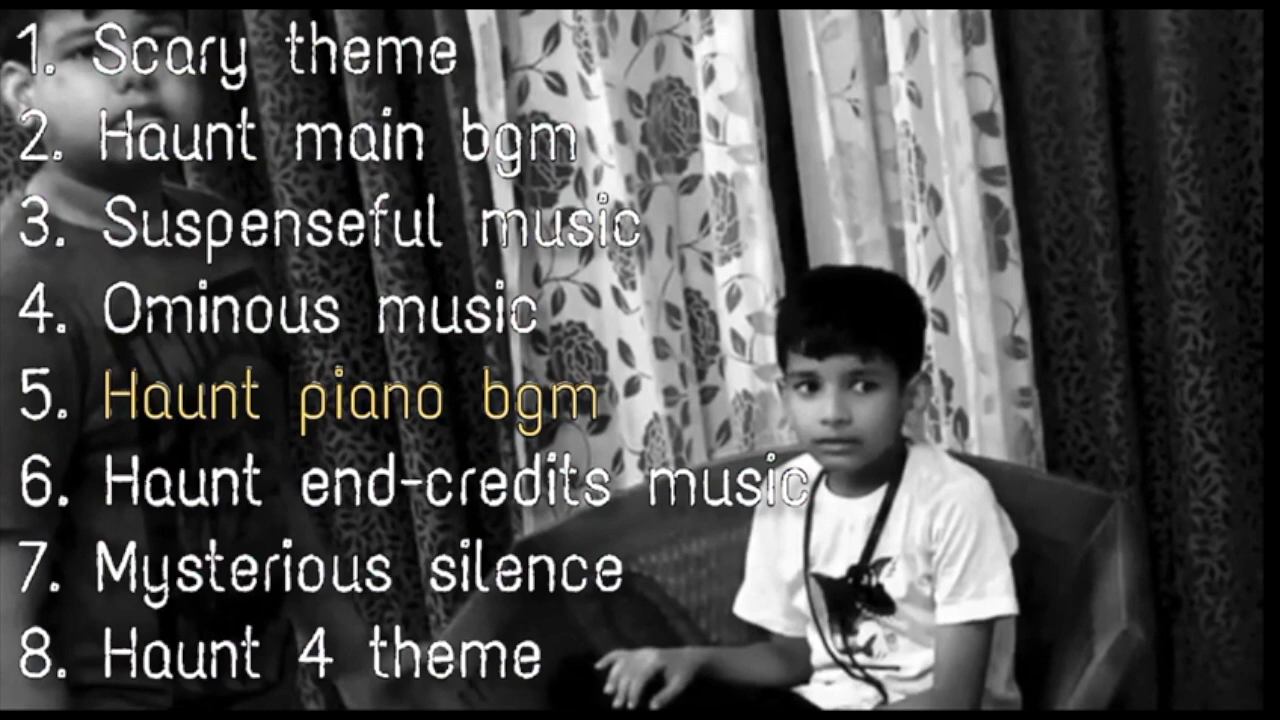 1. Scary theme
2. Haunt main bgm
3. Suspenseful music
4. Ominous music
5. Haunt piano bgm
6. Haunt end-credits music
7. Mysterious silence
8. Haunt 4 theme